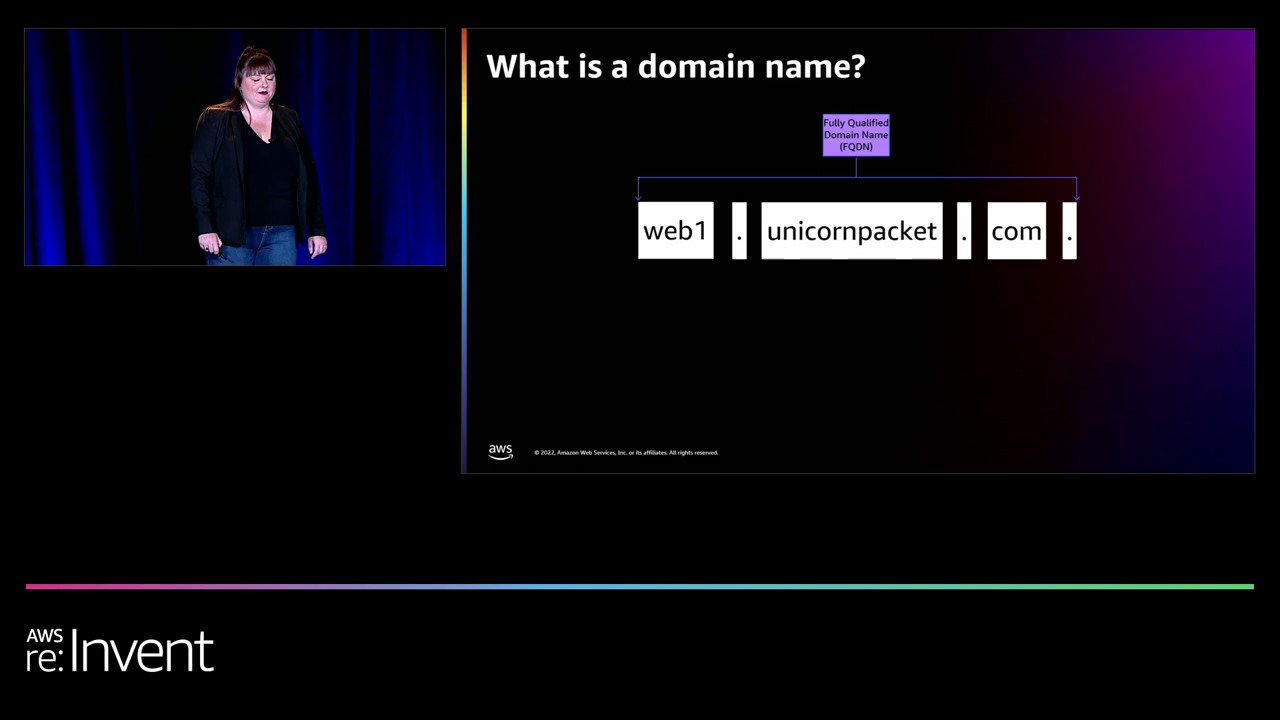 What is a domain name?
Fully Qualified
Domain Name
(FQDN)
web1 . unicornpacket . com .
aws
© 2022, Amazon Web Services, Inc. or its affiliates. All rights reserved.
AWS
re:Invent